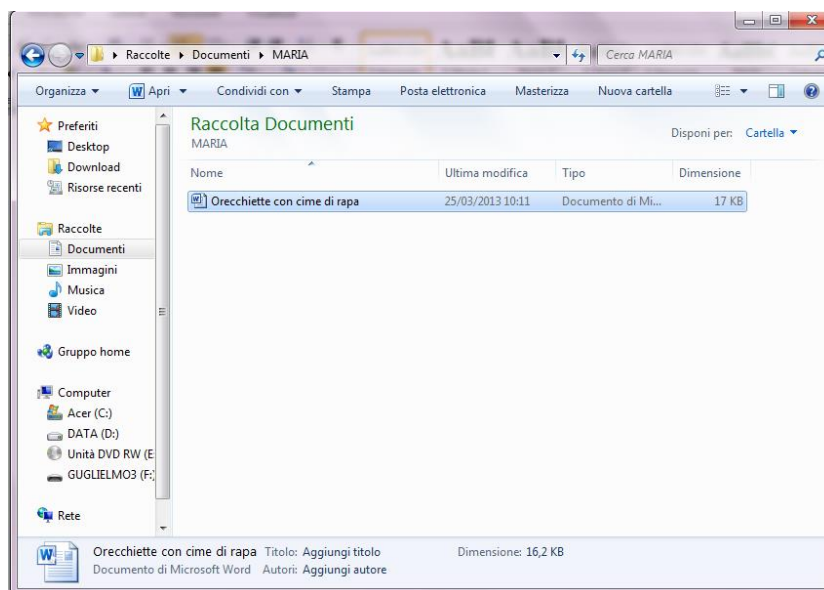 Raccolte Documenti MARIA
Cerca MARIA
Organizza Apri Condividi con Stampa Posta elettronica Masterizza Nuova cartella
Preferiti
Desktop
Download
Risorse recenti
Raccolte
Documenti
Immagini
Musica
Video
Gruppo home
Computer
Acer (C:)
DATA (D:)
Unità DVD RW (E
GUGLIELMO3 (F:)
Rete
Raccolta Documenti
MARIA
Disponi per: Cartella
Nome Ultima modifica Tipo Dimensione
Orecchiette con cime di rapa 25/03/2013 10:11 Documento di Mi... 17 KB
Orecchiette con cime di rapa Titolo: Aggiungi titolo Dimensione: 16,2 KB
Documento di Microsoft Word Autori: Aggiungi autore